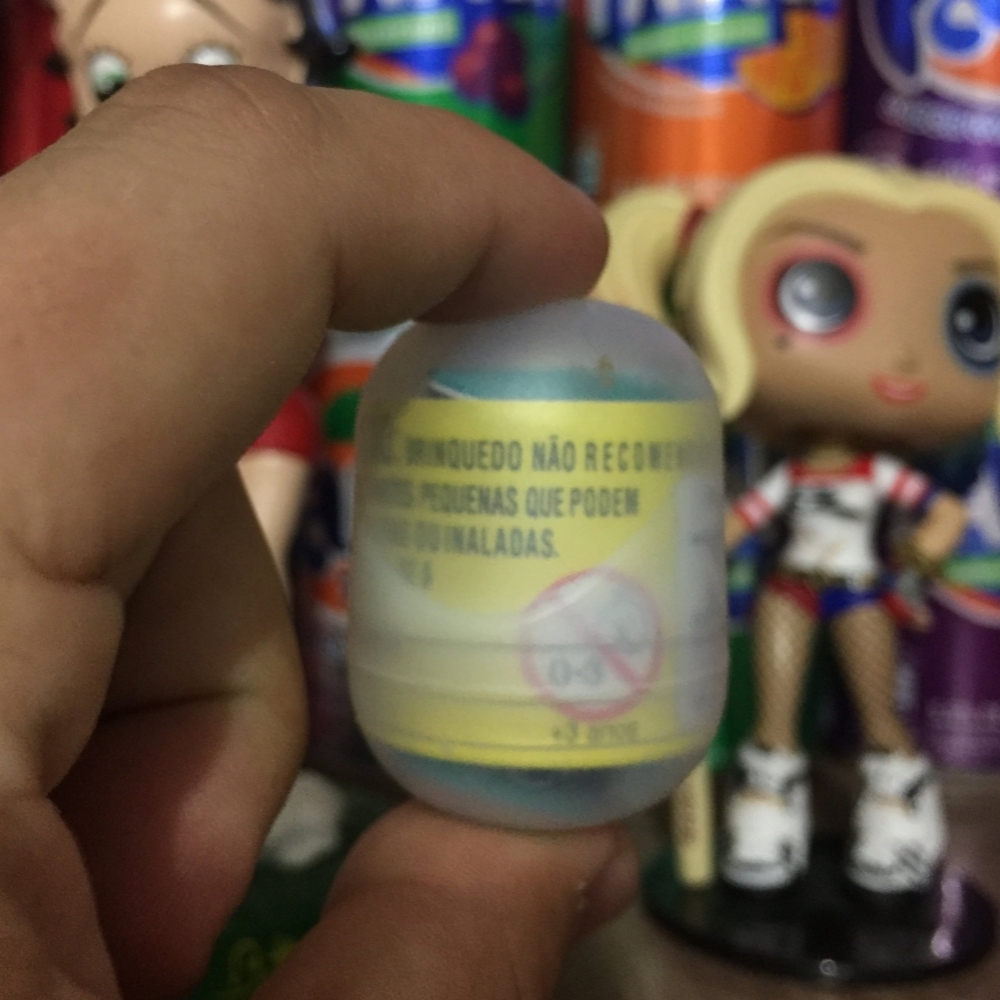 BRINQUEDO NÃO RECOMEN
PEQUENAS QUE PODEM
OU INALADAS.
0-3
+3 anos